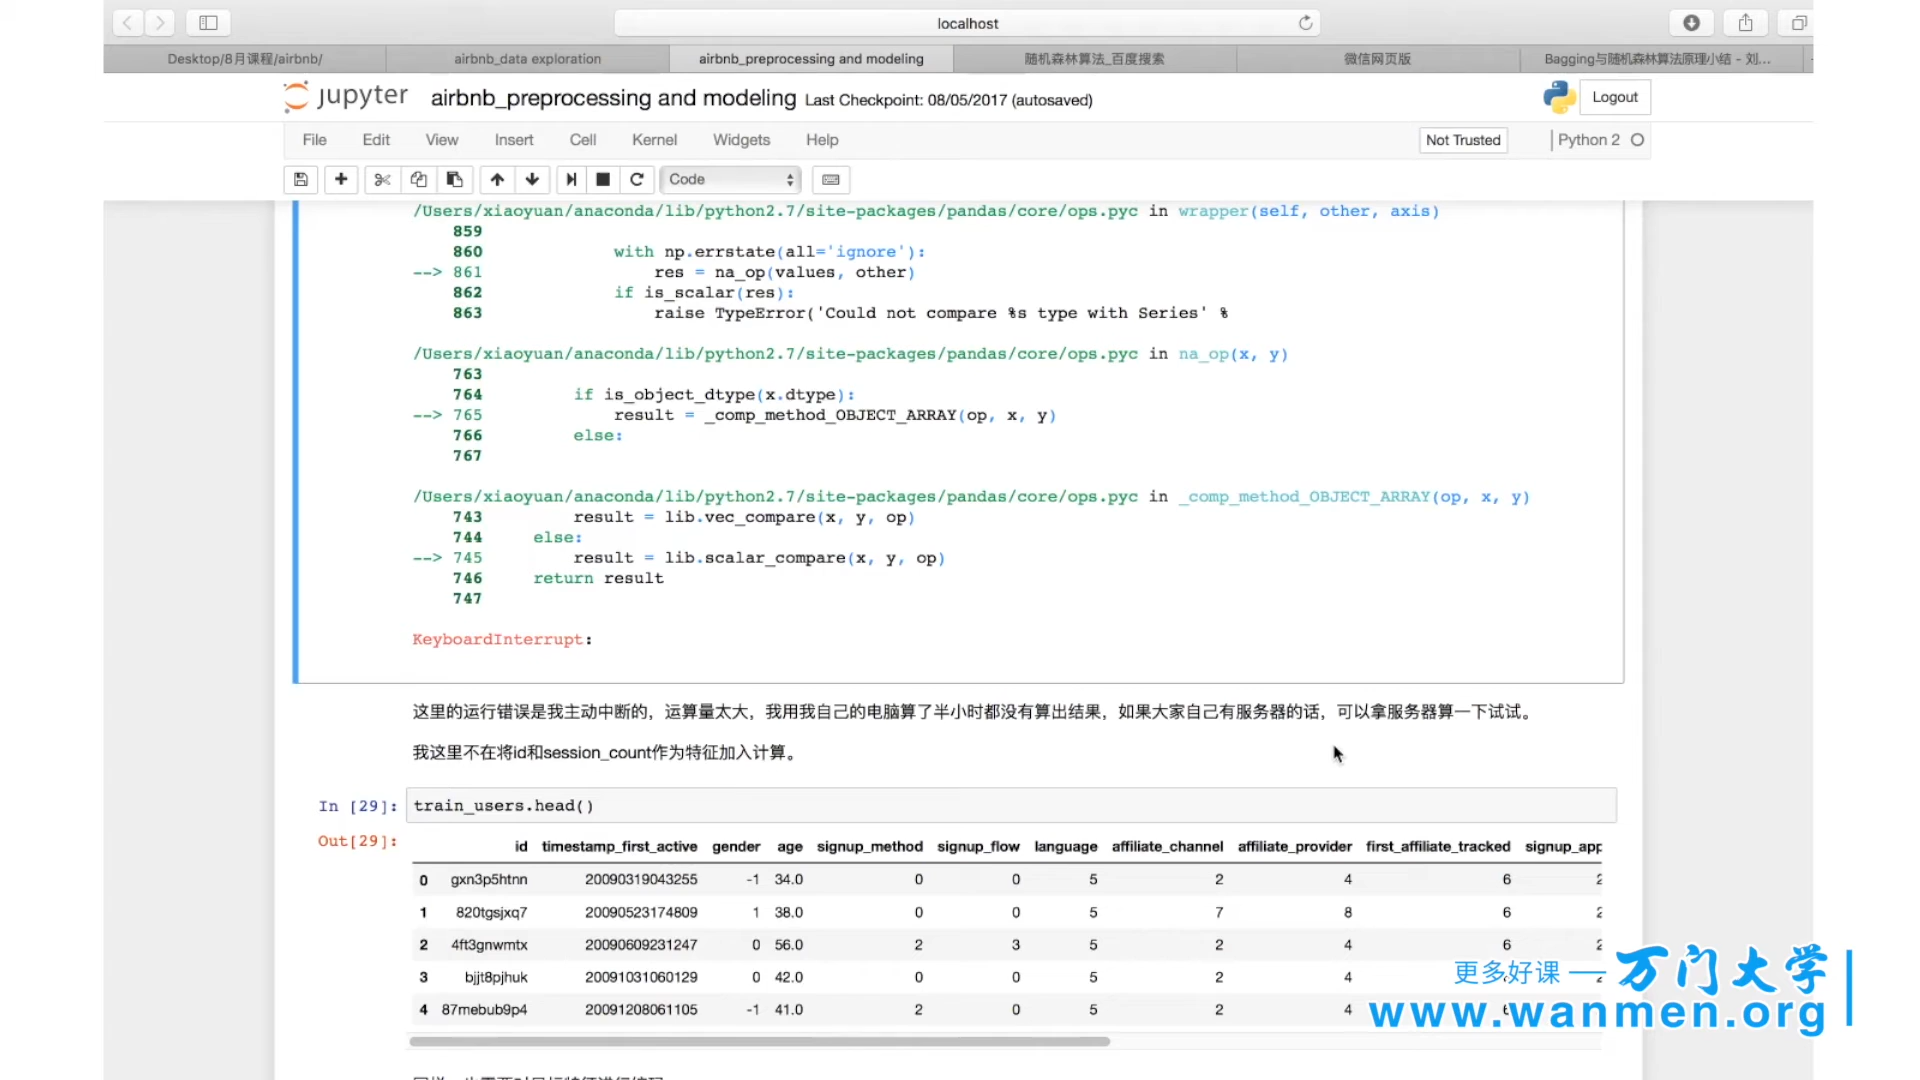 localhost
Desktop/8月课程/airbnb/ airbnb_data exploration airbnb_preprocessing and modeling 随机森林算法_百度搜索 微信网页版 Bagging与随机森林算法原理小结 - 刘...
jupyter airbnb_preprocessing and modeling Last Checkpoint: 08/05/2017 (autosaved) Logout
File Edit View Insert Cell Kernel Widgets Help Not Trusted Python 2
Code
/Users/xiaoyuan/anaconda/lib/python2.7/site-packages/pandas/core/ops.pyc in wrapper(self, other, axis)
859
860 with np.errstate(all='ignore'):
--> 861 res = na_op(values, other)
862 if is_scalar(res):
863 raise TypeError('Could not compare %s type with Series' %
/Users/xiaoyuan/anaconda/lib/python2.7/site-packages/pandas/core/ops.pyc in na_op(x, y)
763
764 if is_object_dtype(x.dtype):
--> 765 result = _comp_method_OBJECT_ARRAY(op, x, y)
766 else:
767
/Users/xiaoyuan/anaconda/lib/python2.7/site-packages/pandas/core/ops.pyc in _comp_method_OBJECT_ARRAY(op, x, y)
743 result = lib.vec_compare(x, y, op)
744 else:
--> 745 result = lib.scalar_compare(x, y, op)
746 return result
747
KeyboardInterrupt:
这里的运行错误是我主动中断的，运算量太大，我用我自己的电脑算了半小时都没有算出结果，如果大家自己有服务器的话，可以拿服务器算一下试试。
我这里不在将id和session_count作为特征加入计算。
In [29]: train_users.head()
Out[29]:
id timestamp_first_active gender age signup_method signup_flow language affiliate_channel affiliate_provider first_affiliate_tracked signup_app
0 gxn3p5htnn 20090319043255 -1 34.0 0 0 5 2 4 6 2
1 820tgsjxq7 20090523174809 1 38.0 0 0 5 7 8 6 2
2 4ft3gnwmtx 20090609231247 0 56.0 2 3 5 2 4 6 2
3 bjjt8pjhuk 20091031060129 0 42.0 0 0 5 2 4
4 87mebub9p4 20091208061105 -1 41.0 2 0 5 2 4
更多好课 — 万门大学
www.wanmen.org